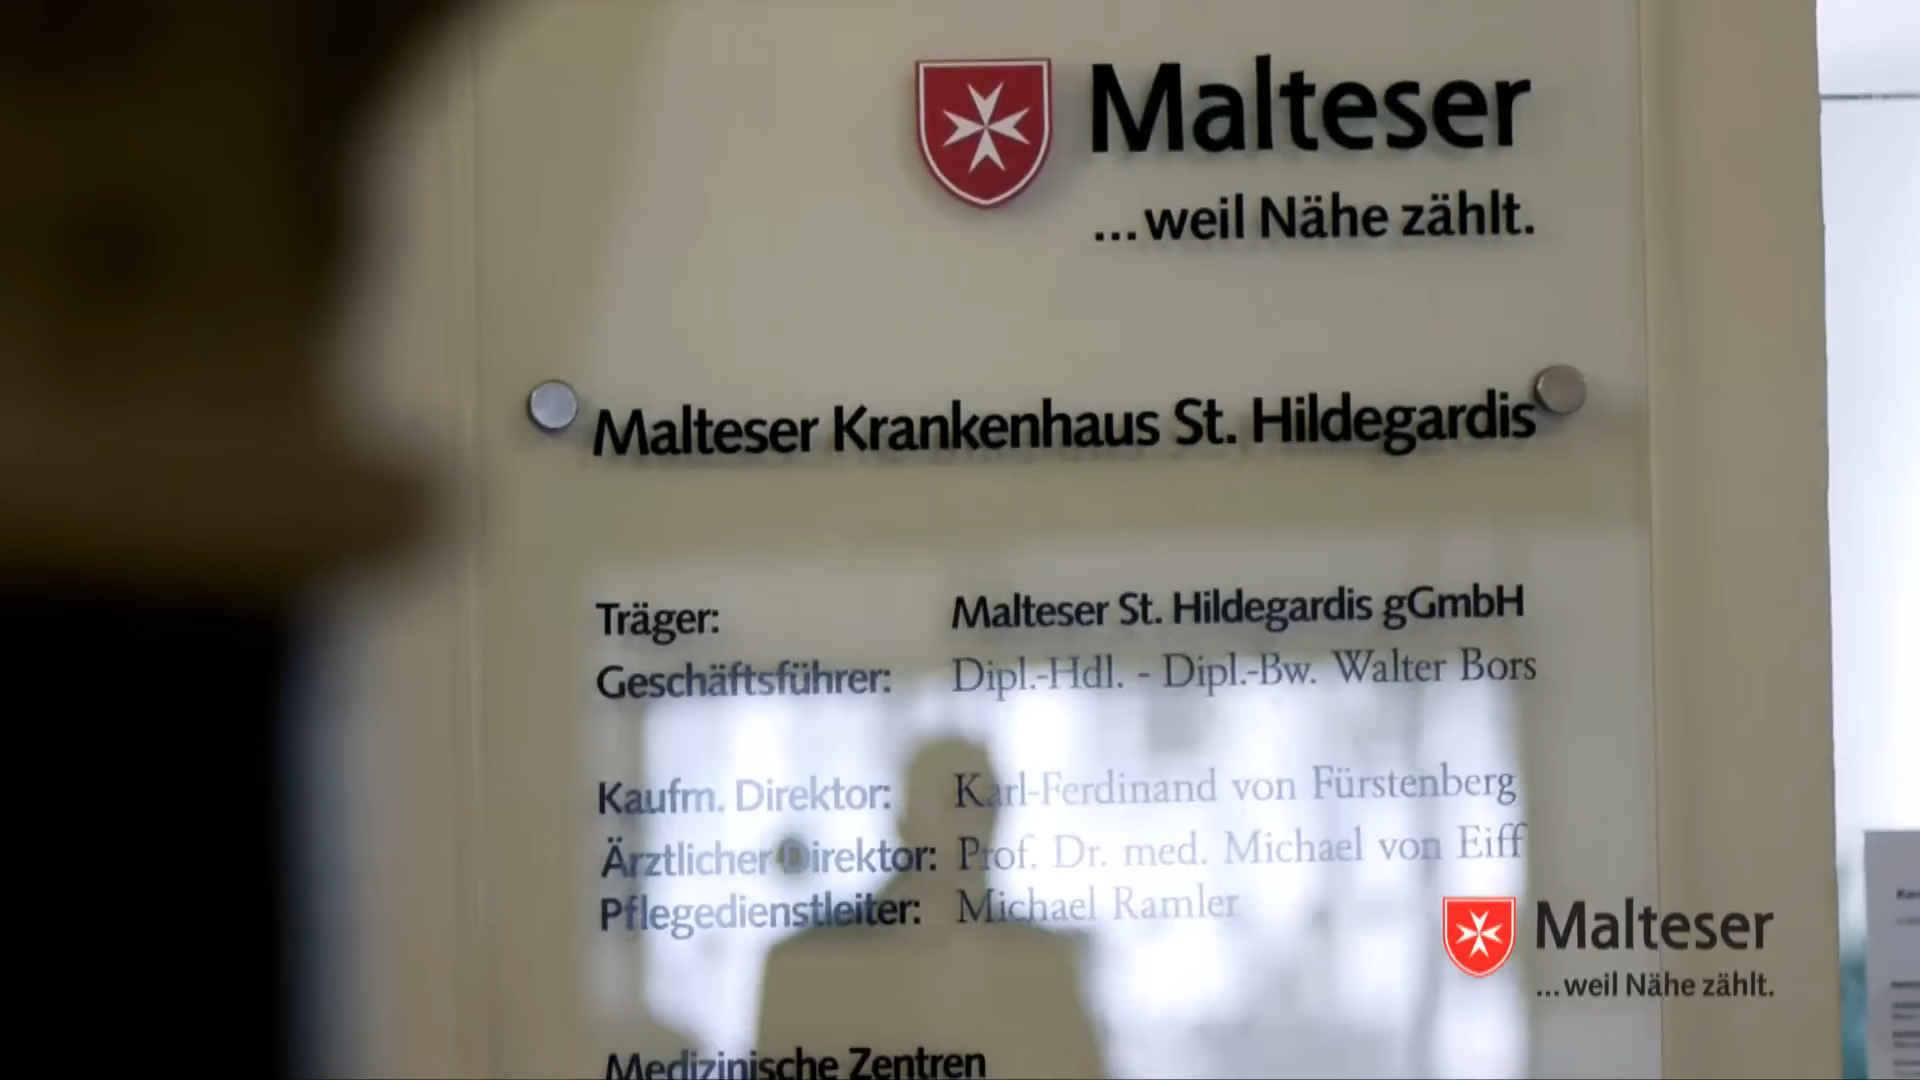 Malteser
...weil Nähe zählt.
Malteser Krankenhaus St. Hildegardis
Träger: Malteser St. Hildegardis gGmbH
Geschäftsführer: Dipl.-Hdl. - Dipl.-Bw. Walter Bors
Kaufm. Direktor: Karl-Ferdinand von Fürstenberg
Ärztlicher Direktor: Prof. Dr. med. Michael von Eiff
Pflegedienstleiter: Michael Ramler
Medizinische Zentren
Malteser
...weil Nähe zählt.